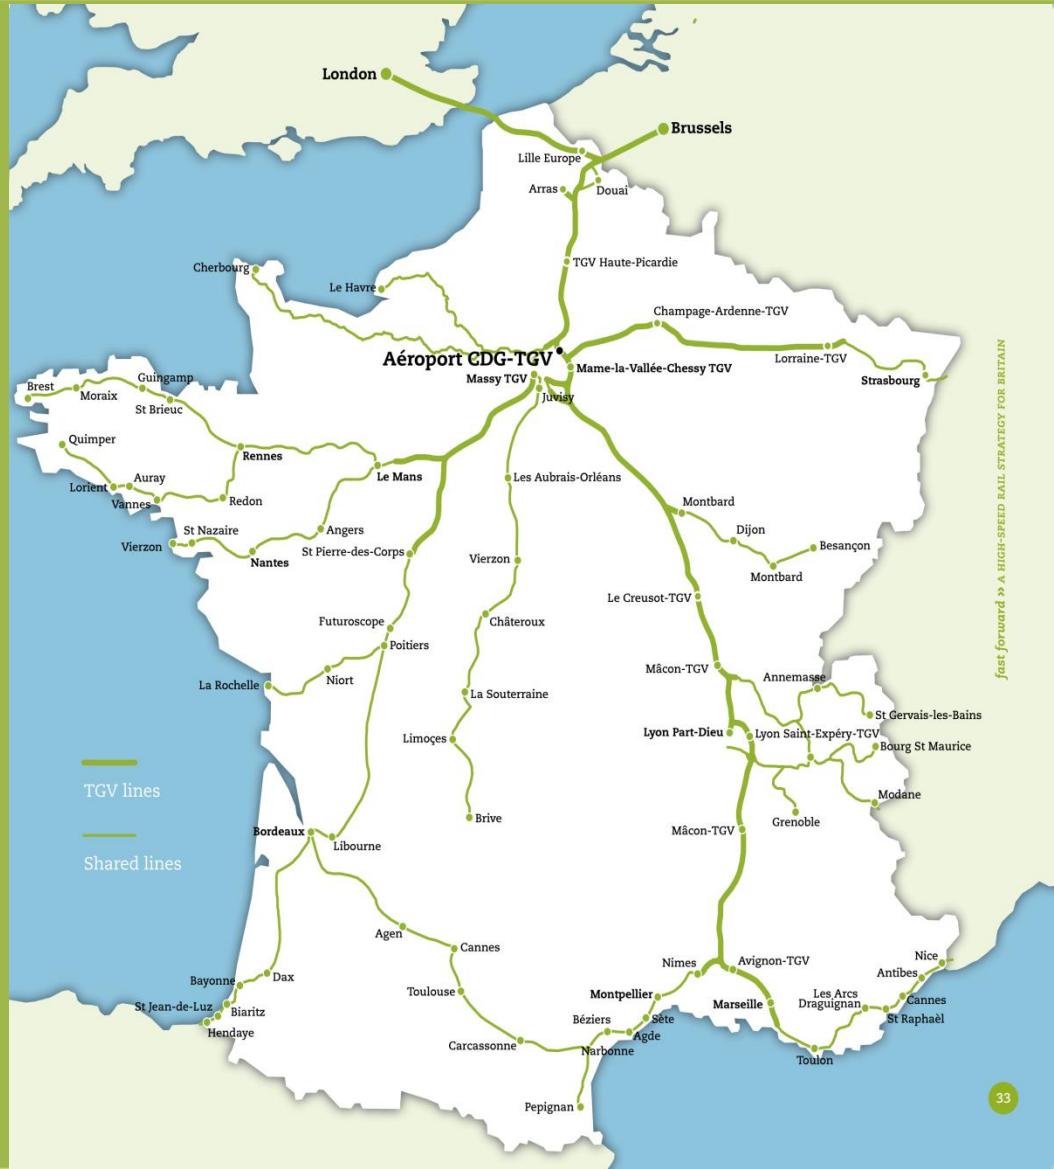 London
Brussels
Lille Europe
Arras
Douai
TGV Haute-Picardie
Cherbourg
Le Havre
Champage-Ardenne-TGV
Aéroport CDG-TGV
Lorraine-TGV
Mame-la-Vallée-Chessy TGV
Massy TGV
Strasbourg
Juvisy
Brest
Moraix
Guingamp
St Brieuc
Quimper
Rennes
Le Mans
Les Aubrais-Orléans
Lorient
Auray
Vannes
Redon
Montbard
St Nazaire
Angers
Dijon
Vierzon
Nantes
St Pierre-des-Corps
Vierzon
Besançon
Montbard
Le Creusot-TGV
Futuroscope
Châteroux
Poitiers
Mâcon-TGV
Annemasse
La Rochelle
Niort
La Souterraine
St Gervais-les-Bains
Limoçes
Lyon Part-Dieu
Lyon Saint-Expéry-TGV
Bourg St Maurice
TGV lines
Modane
Brive
Grenoble
Bordeaux
Libourne
Mâcon-TGV
Shared lines
Agen
Cannes
Nimes
Avignon-TGV
Nice
Bayonne
Dax
Toulouse
Montpellier
Marseille
Antibes
Les Arcs
Draguignan
Cannes
St Jean-de-Luz
Biaritz
St Raphaèl
Hendaye
Béziers
Sète
Agde
Carcassonne
Narbonne
Toulon
Pepignan
fast forward » A HIGH-SPEED RAIL STRATEGY FOR BRITAIN
33